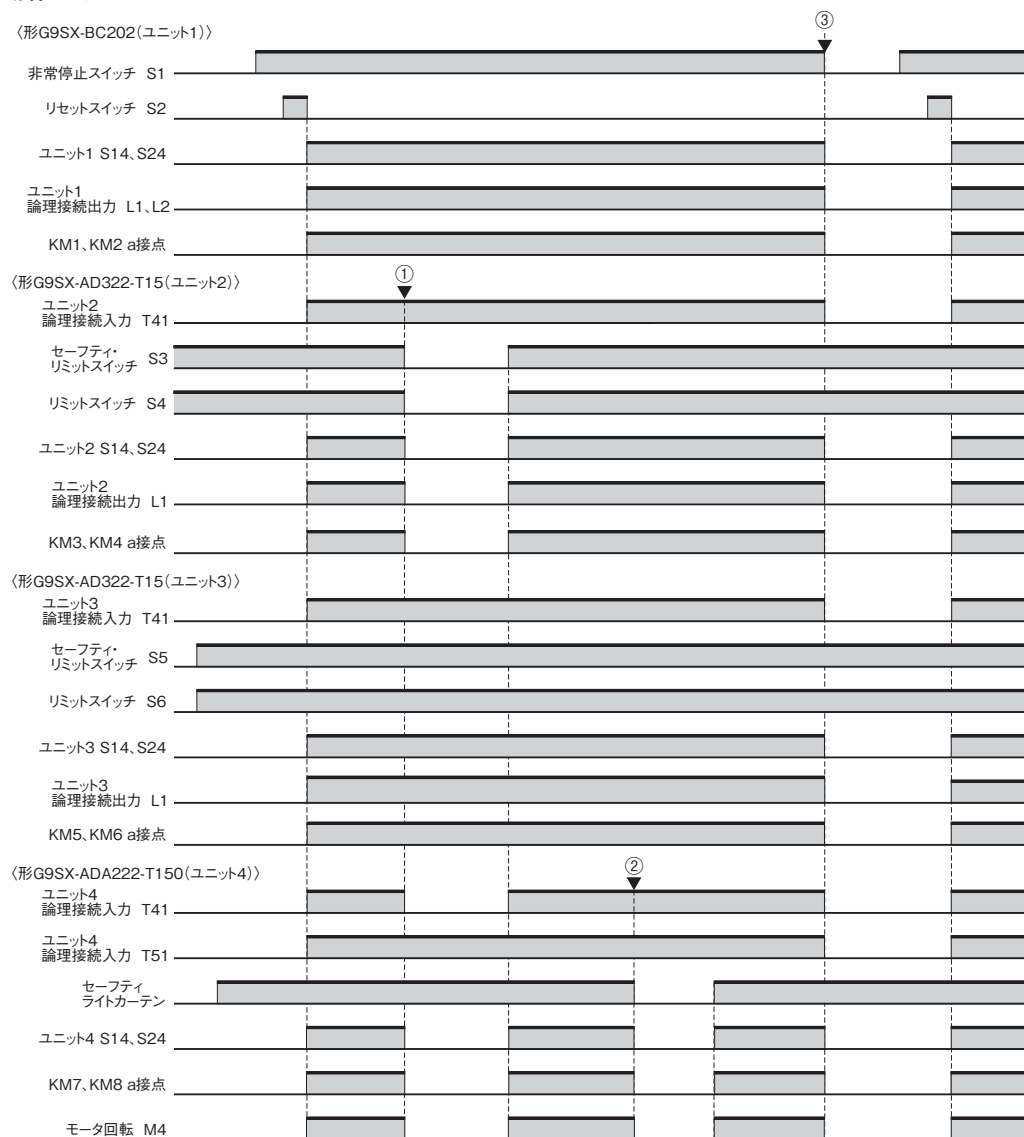 〈形G9SX-BC202(ユニット1)〉
③
非常停止スイッチ S1
リセットスイッチ S2
ユニット1 S14、S24
ユニット1
論理接続出力 L1、L2
KM1、KM2 a接点
〈形G9SX-AD322-T15(ユニット2)〉
①
ユニット2
論理接続入力 T41
セーフティ・
リミットスイッチ S3
リミットスイッチ S4
ユニット2 S14、S24
ユニット2
論理接続出力 L1
KM3、KM4 a接点
〈形G9SX-AD322-T15(ユニット3)〉
ユニット3
論理接続入力 T41
セーフティ・
リミットスイッチ S5
リミットスイッチ S6
ユニット3 S14、S24
ユニット3
論理接続出力 L1
KM5、KM6 a接点
〈形G9SX-ADA222-T150(ユニット4)〉
②
ユニット4
論理接続入力 T41
ユニット4
論理接続入力 T51
セーフティ
ライトカーテン
ユニット4 S14、S24
KM7、KM8 a接点
モータ回転 M4